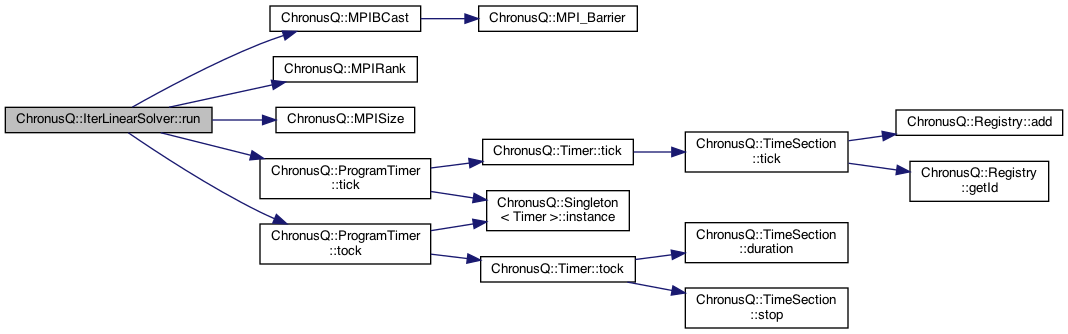 ChronusQ::IterLinearSolver::run
ChronusQ::MPIBCast
ChronusQ::MPI_Barrier
ChronusQ::MPIRank
ChronusQ::MPISize
ChronusQ::ProgramTimer
::tick
ChronusQ::Timer::tick
ChronusQ::TimeSection
::tick
ChronusQ::Registry::add
ChronusQ::Registry
::getId
ChronusQ::Singleton
< Timer >::instance
ChronusQ::ProgramTimer
::tock
ChronusQ::Timer::tock
ChronusQ::TimeSection
::duration
ChronusQ::TimeSection
::stop